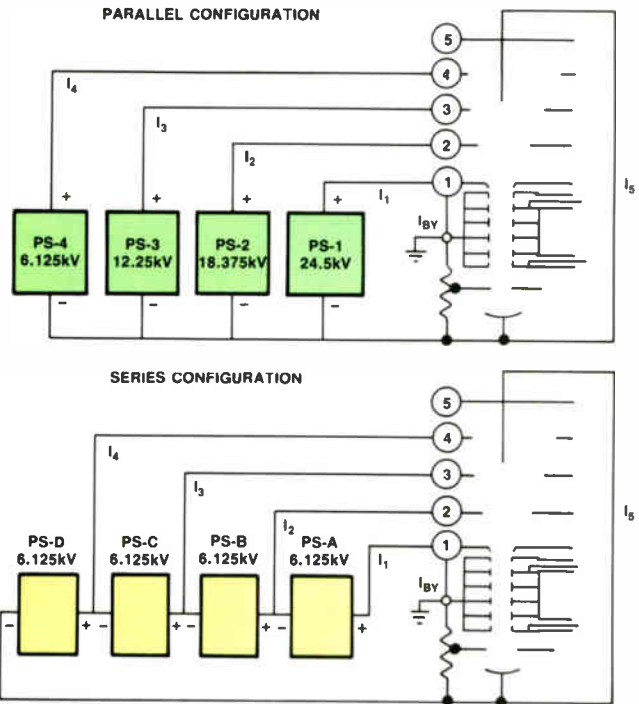 PARALLEL CONFIGURATION
5
4
I4
3
I3
2
I2
1
I1
I5
IBY
+ + + +
PS-4 6.125kV
PS-3 12.25kV
PS-2 18.375kV
PS-1 24.5kV
- - - -
SERIES CONFIGURATION
5
4
I4
3
I3
2
I2
1
I1
I5
IBY
PS-D 6.125kV
PS-C 6.125kV
PS-B 6.125kV
PS-A 6.125kV
- + - + - + - +